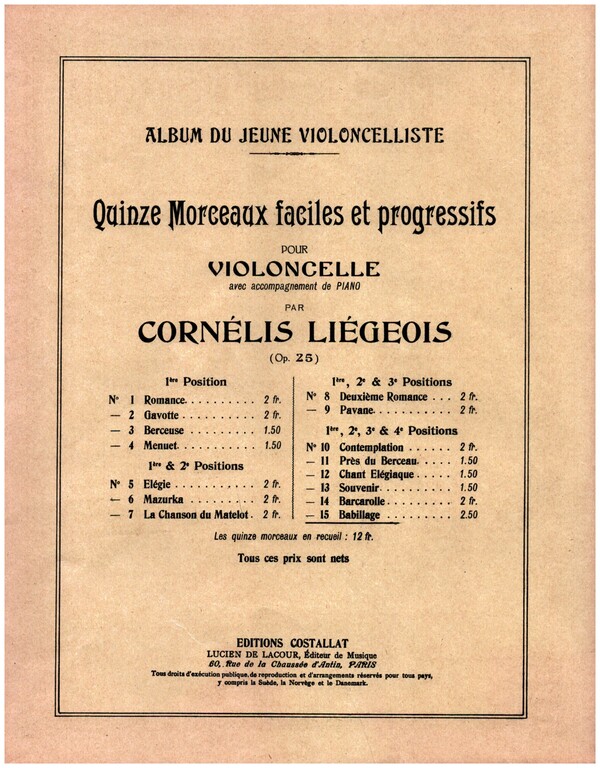 ALBUM DU JEUNE VIOLONCELLISTE
Quinze Morceaux faciles et progressifs
POUR
VIOLONCELLE
avec accompagnement de PIANO
PAR
CORNÉLIS LIÉGEOIS
(Op. 25)
1ère Position
No 1 Romance. . . . . . . . . . 2 fr.
— 2 Gavotte . . . . . . . . . . 2 fr.
— 3 Berceuse . . . . . . . . . 1.50
— 4 Menuet. . . . . . . . . . . 1.50
1ère & 2e Positions
No 5 Elégie . . . . . . . . . . . 2 fr.
— 6 Mazurka . . . . . . . . . . 2 fr.
— 7 La Chanson du Matelot . 2 fr.
1ère, 2e & 3e Positions
No 8 Deuxième Romance . . . 2 fr.
— 9 Pavane. . . . . . . . . . . . 2 fr.
1ère, 2e, 3e & 4e Positions
No 10 Contemplation . . . . . . 2 fr.
— 11 Près du Berceau. . . . . 1.50
— 12 Chant Elégiaque . . . . . 1.50
— 13 Souvenir. . . . . . . . . . 1.50
— 14 Barcarolle . . . . . . . . . 2 fr.
— 15 Babillage . . . . . . . . . 2.50
Les quinze morceaux en recueil : 12 fr.
Tous ces prix sont nets
EDITIONS COSTALLAT
LUCIEN DE LACOUR, Éditeur de Musique
60, Rue de la Chaussée d'Antin, PARIS
Tous droits d'exécution publique, de reproduction et d'arrangements réservés pour tous pays,
y compris la Suède, la Norvège et le Danemark.